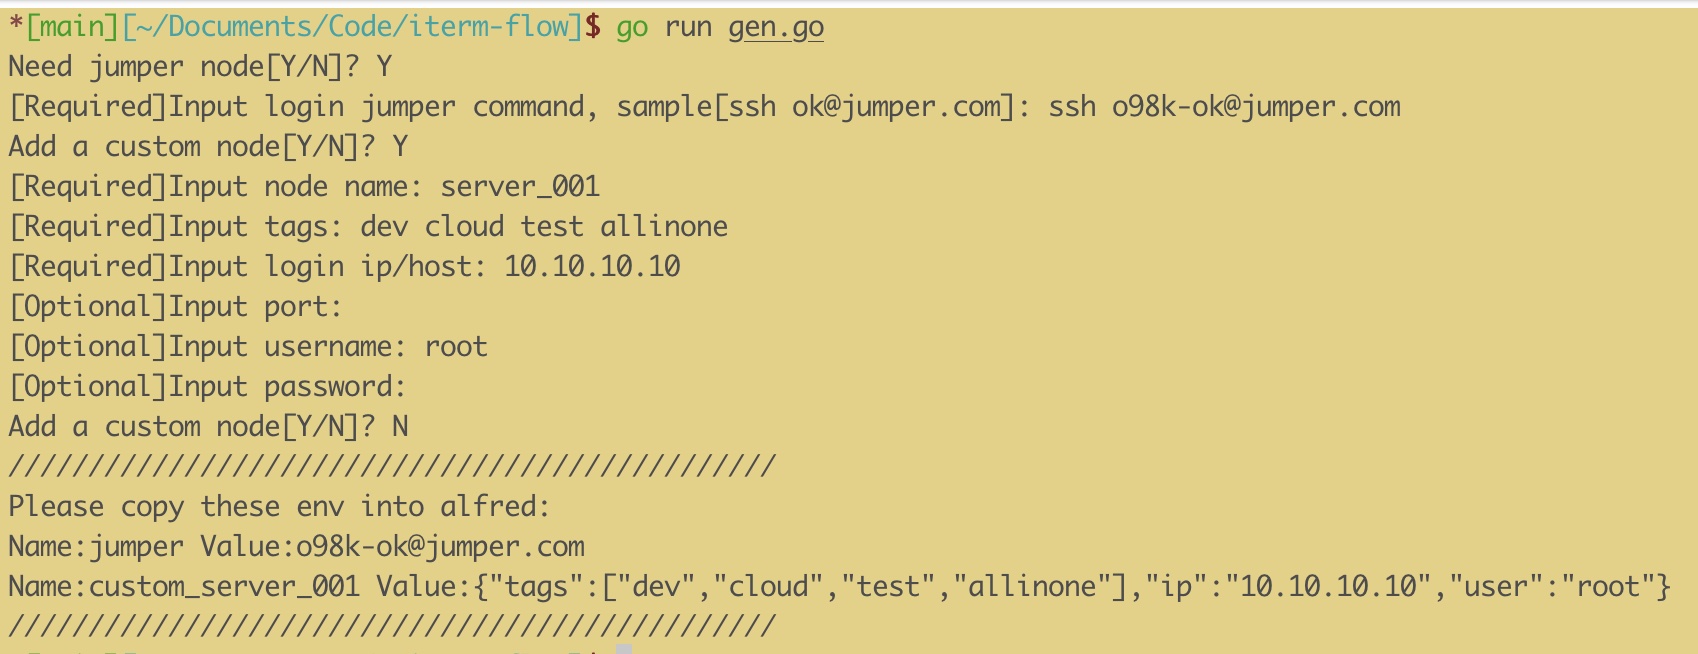 *[main][~/Documents/Code/iterm-flow]$ go run gen.go
Need jumper node[Y/N]? Y
[Required]Input login jumper command, sample[ssh ok@jumper.com]: ssh o98k-ok@jumper.com
Add a custom node[Y/N]? Y
[Required]Input node name: server_001
[Required]Input tags: dev cloud test allinone
[Required]Input login ip/host: 10.10.10.10
[Optional]Input port:
[Optional]Input username: root
[Optional]Input password:
Add a custom node[Y/N]? N
////////////////////////////////////////////////
Please copy these env into alfred:
Name:jumper Value:o98k-ok@jumper.com
Name:custom_server_001 Value:{"tags":["dev","cloud","test","allinone"],"ip":"10.10.10.10","user":"root"}
////////////////////////////////////////////////